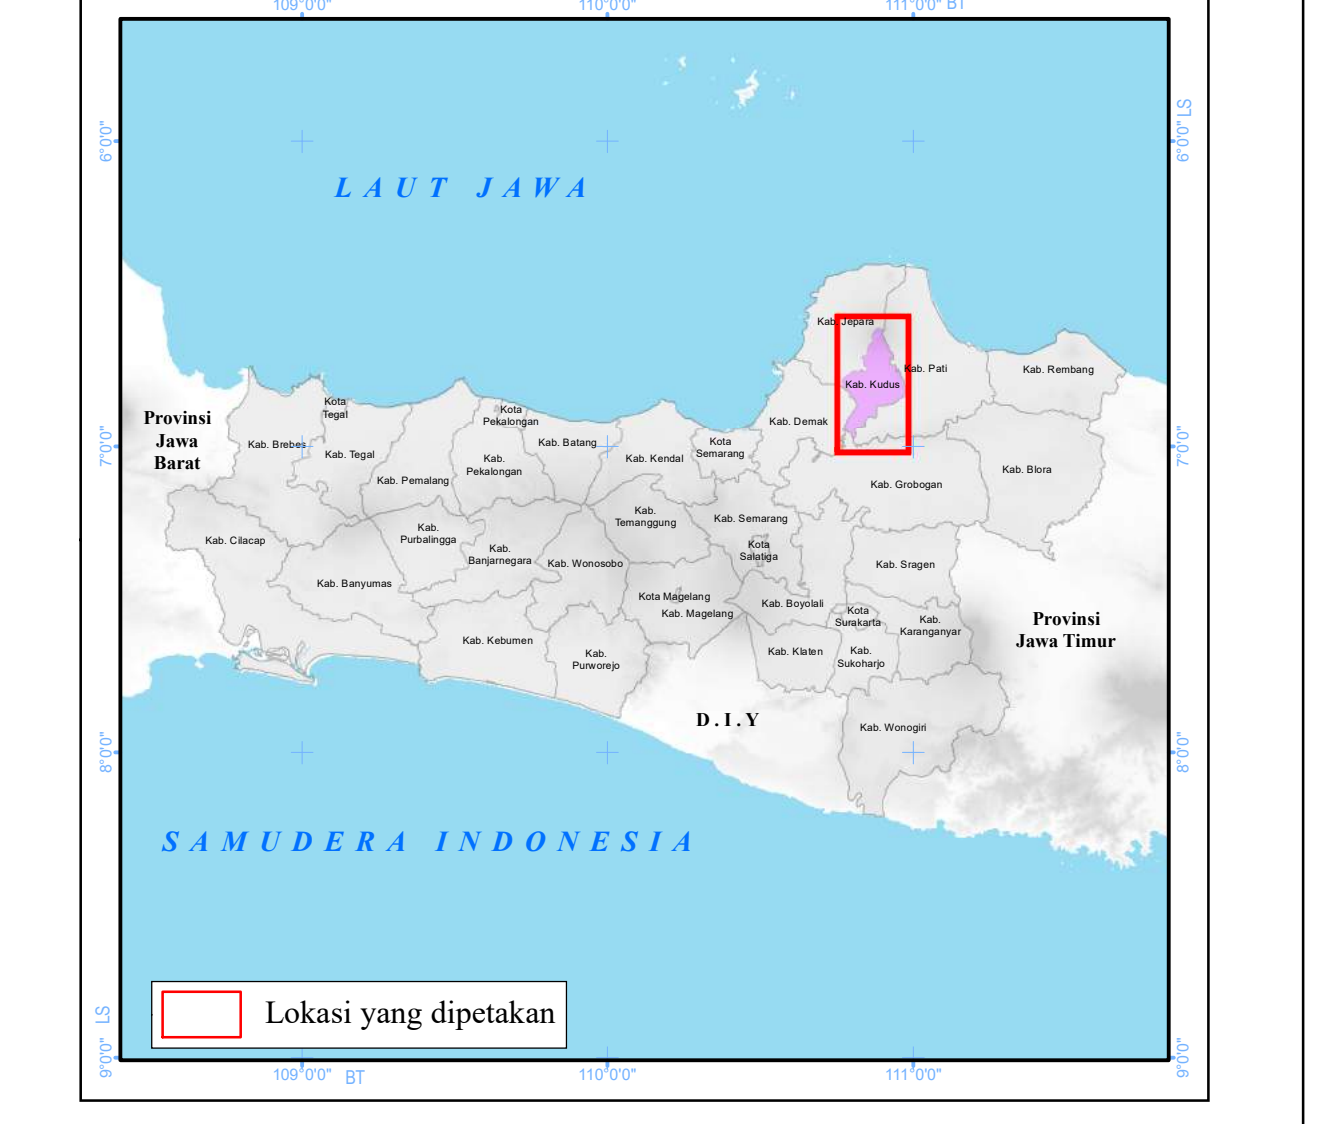 109°0'0"
110°0'0"
111°0'0" BT
6°0'0"
6°0'0" LS
LAUT JAWA
Kab. Jepara
Kab. Pati
Kab. Rembang
Kab. Kudus
Kota
Tegal
Kota
Pekalongan
Provinsi
Jawa
Barat
Kab. Demak
7°0'0"
7°0'0"
Kab. Brebes
Kab. Tegal
Kab. Batang
Kota
Semarang
Kab. Kendal
Kab.
Pekalongan
Kab. Pemalang
Kab. Grobogan
Kab. Blora
Kab.
Temanggung
Kab. Semarang
Kab. Cilacap
Kab.
Purbalingga
Kab.
Banjarnegara
Kab. Wonosobo
Kota
Salatiga
Kab. Sragen
Kab. Banyumas
Kota Magelang
Kab. Magelang
Kab. Boyolali
Kota
Surakarta
Kab.
Karanganyar
Provinsi
Jawa Timur
Kab. Kebumen
Kab.
Purworejo
Kab. Klaten
Kab.
Sukoharjo
D.I.Y
Kab. Wonogiri
8°0'0"
8°0'0"
SAMUDERA INDONESIA
Lokasi yang dipetakan
9°0'0" LS
9°0'0"
109°0'0" BT
110°0'0"
111°0'0"